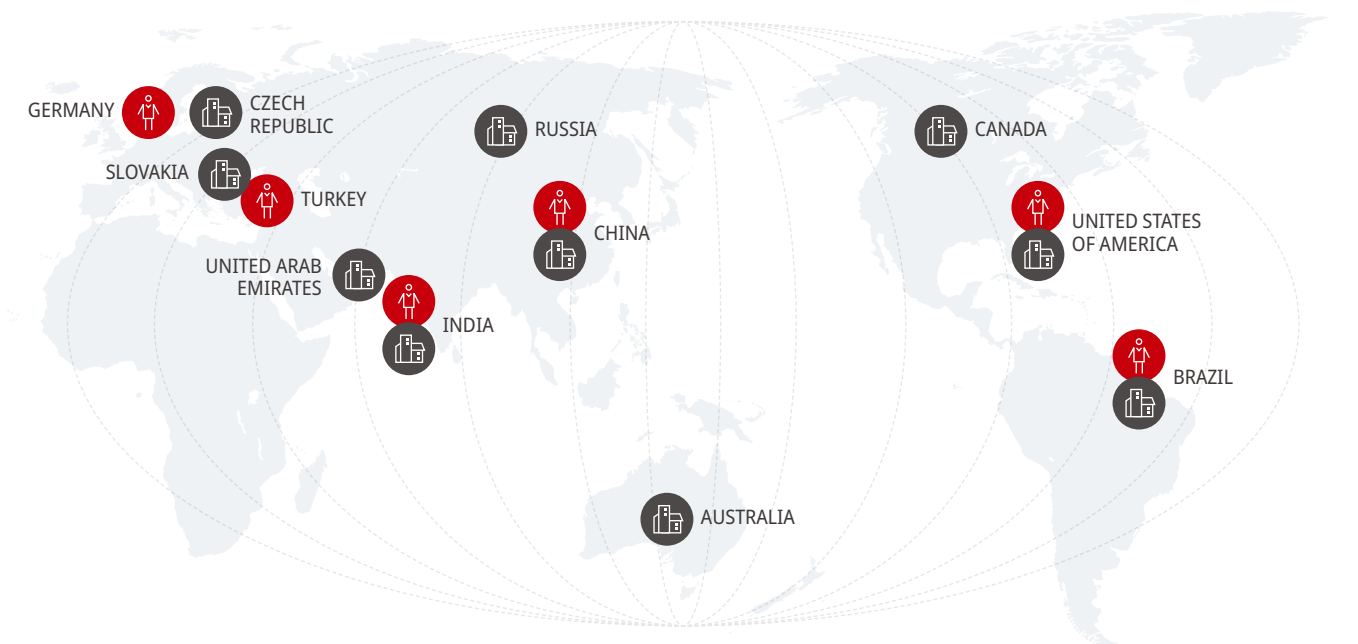 GERMANY
CZECH
REPUBLIC
RUSSIA
CANADA
SLOVAKIA
TURKEY
CHINA
UNITED STATES
OF AMERICA
UNITED ARAB
EMIRATES
INDIA
BRAZIL
AUSTRALIA